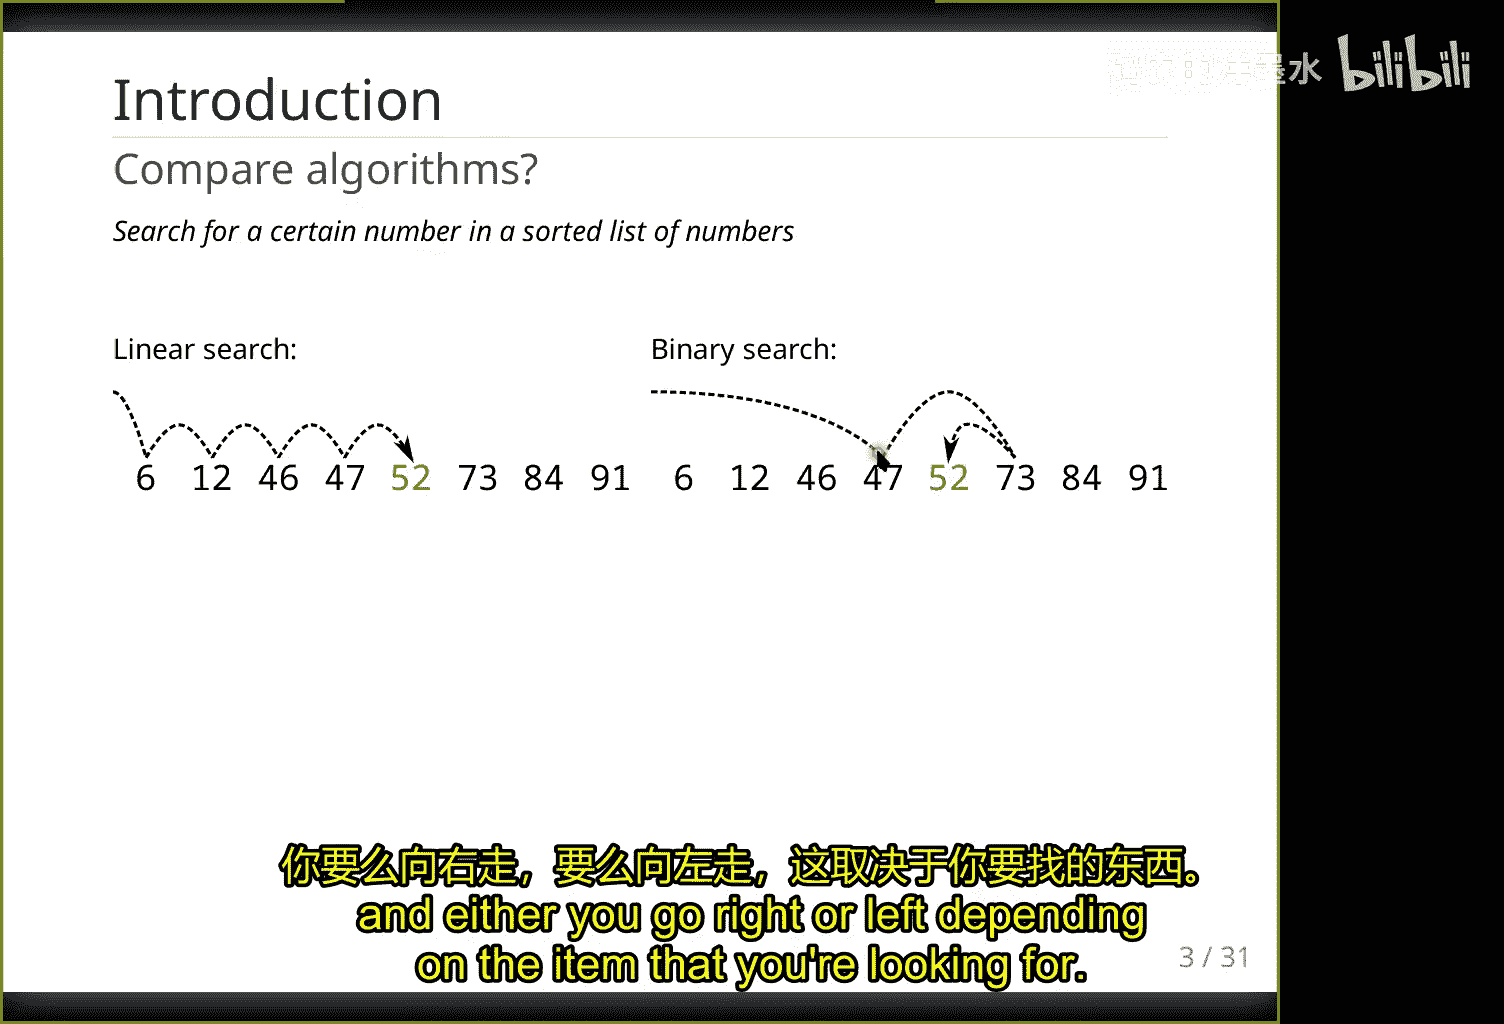 水 bilibili
Introduction
Compare algorithms?
Search for a certain number in a sorted list of numbers
Linear search:
Binary search:
6 12 46 47 52 73 84 91
6 12 46 47 52 73 84 91
你要么向右走，要么向左走，这取决于你要找的东西。
and either you go right or left depending
on the item that you're looking for.
3 / 31